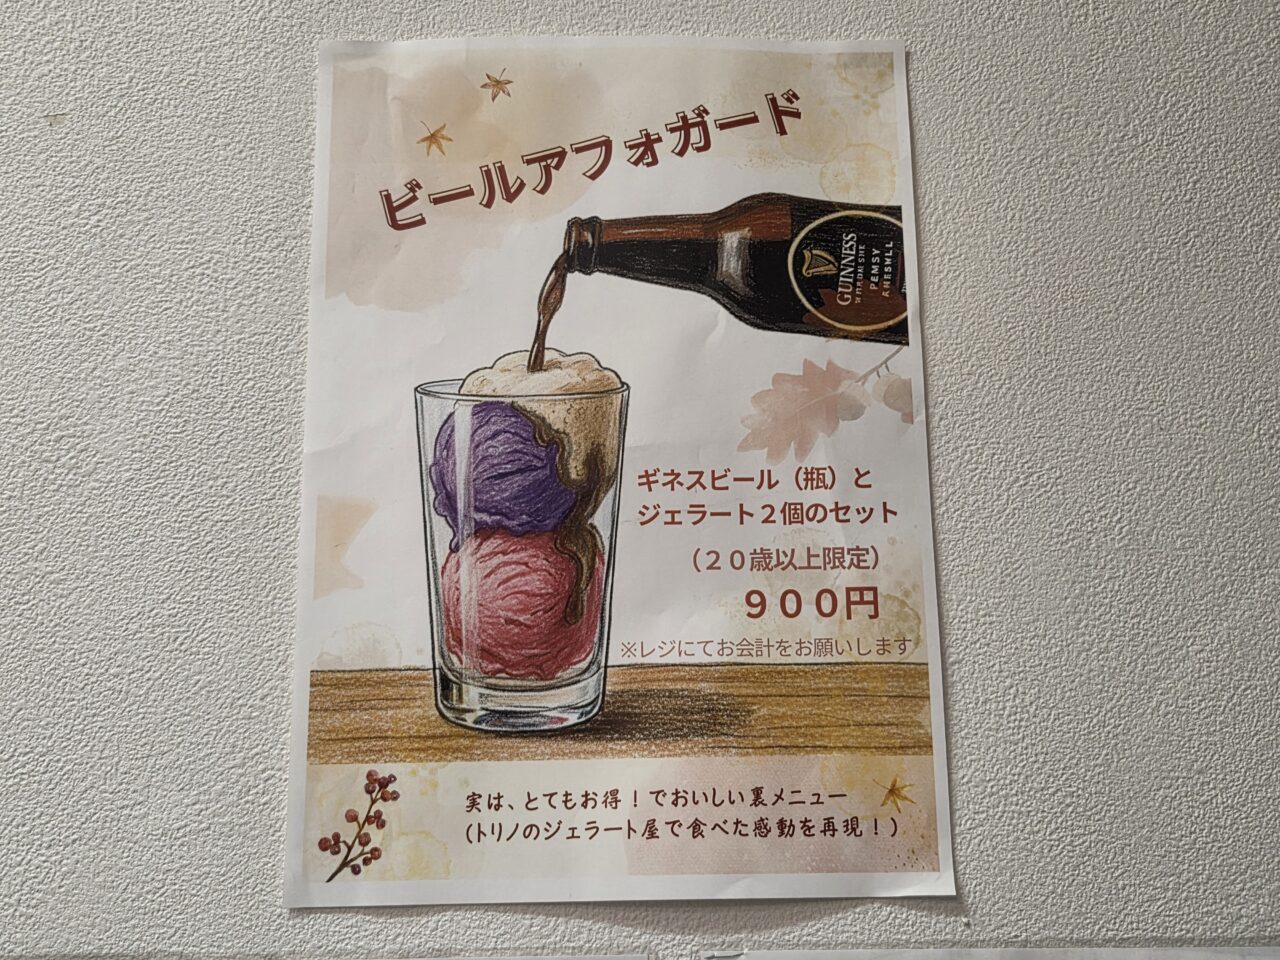 ビールアフォガード
GUINNESS
PEMSY
ギネスビール（瓶）と
ジェラート２個のセット
（２０歳以上限定）
９００円
※レジにてお会計をお願いします
実は、とてもお得！でおいしい裏メニュー
（トリノのジェラート屋で食べた感動を再現！）